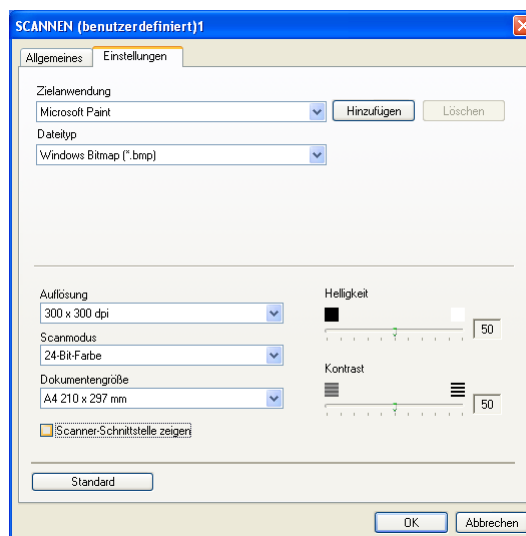 SCANNEN (benutzerdefiniert)1
Allgemeines Einstellungen
Zielanwendung
Microsoft Paint Hinzufügen Löschen
Dateityp
Windows Bitmap (*.bmp)
Auflösung Helligkeit
300 x 300 dpi 50
Scanmodus
24-Bit-Farbe
Dokumentengröße Kontrast
A4 210 x 297 mm 50
Scanner-Schnittstelle zeigen
Standard
OK Abbrechen